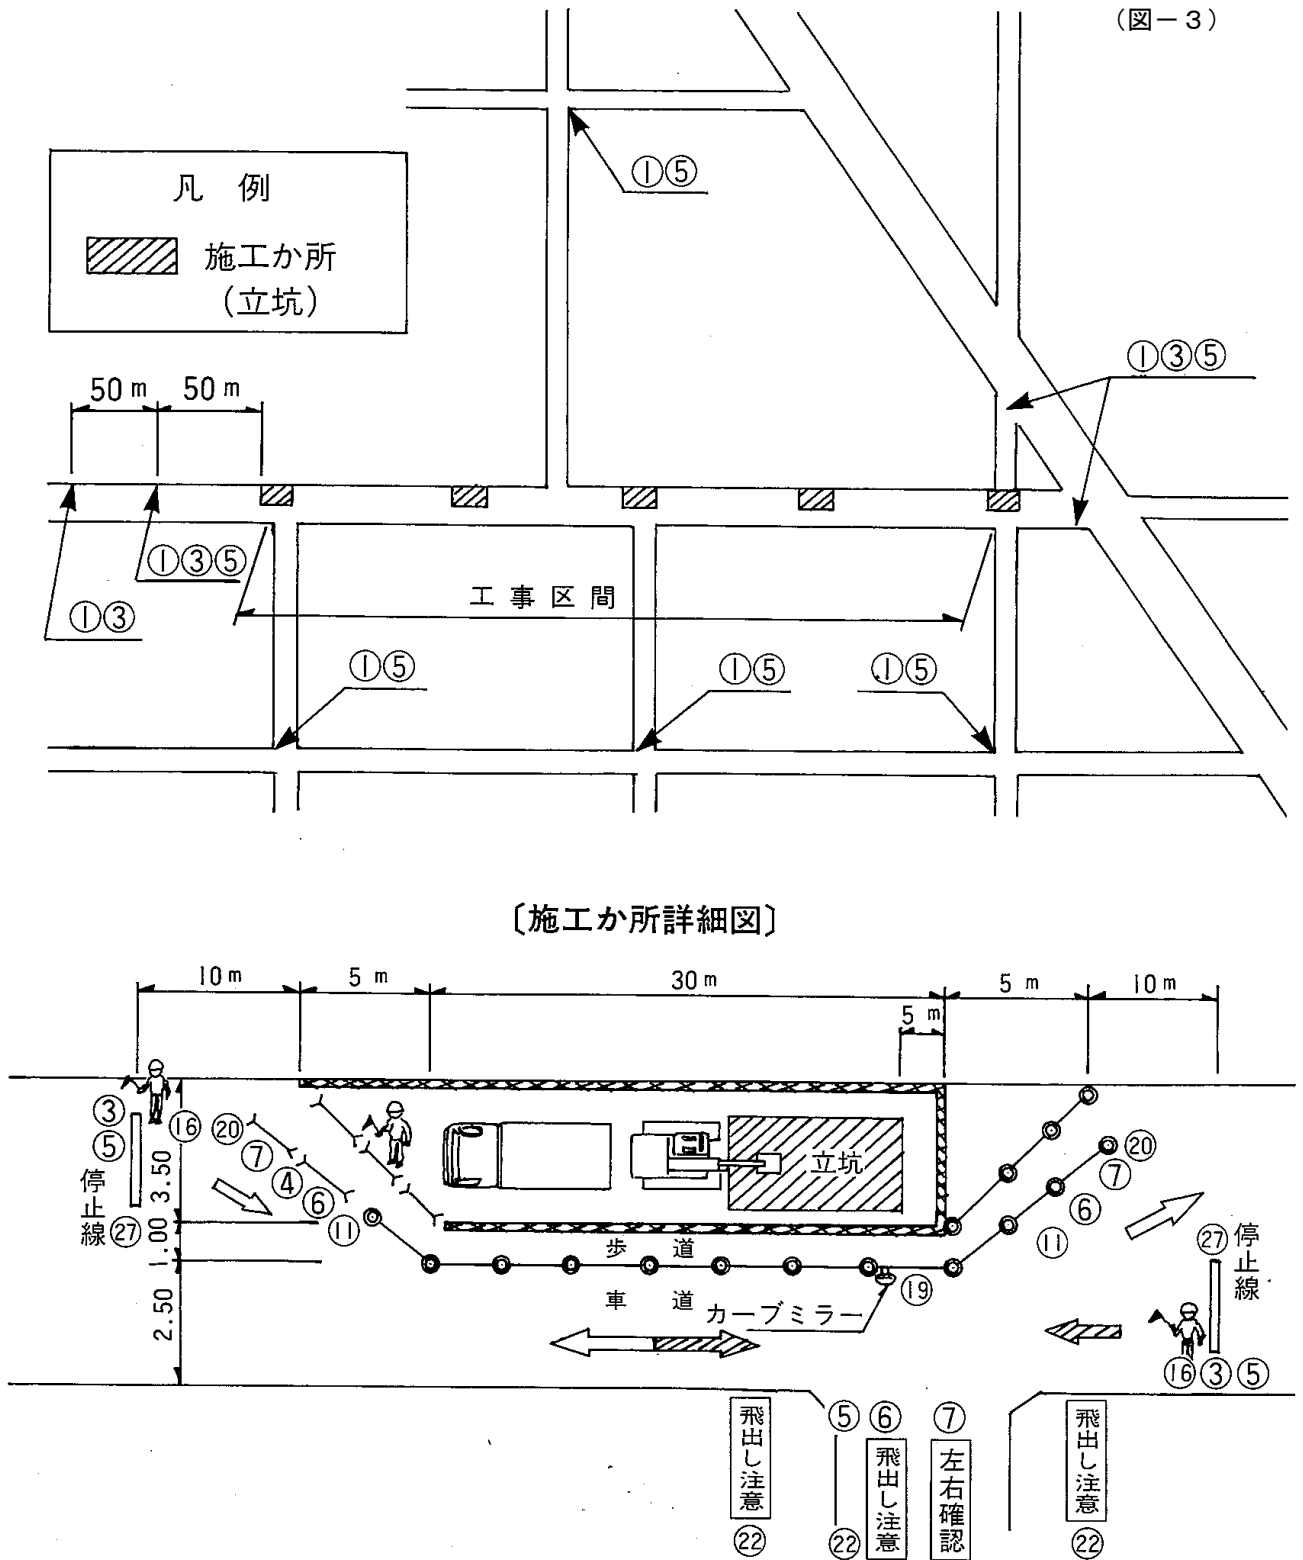 (図－3)
凡 例
施工か所
(立坑)
①⑤
①③⑤
50 m 50 m
①③⑤
①③
工事区間
①⑤
①⑤
①⑤
〔施工か所詳細図〕
10 m 5 m 30 m 5 m 10 m
5 m
③
⑤
停止線
㉗
⑯
⑳
⑦
④
⑥
⑪
3.50
1.00
2.50
立坑
歩 道
車 道
カーブミラー
⑲
⑳
⑦
⑥
⑪
㉗
停止線
⑯③⑤
飛出し注意
㉒
⑤
㉒
⑥
飛出し注意
⑦
左右確認
飛出し注意
㉒